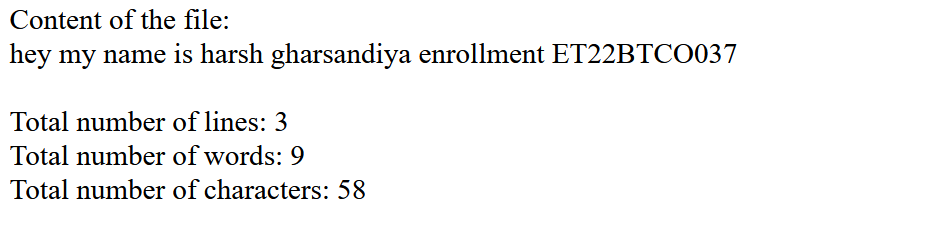 Content of the file:
hey my name is harsh gharsandiya enrollment ET22BTCO037
Total number of lines: 3
Total number of words: 9
Total number of characters: 58